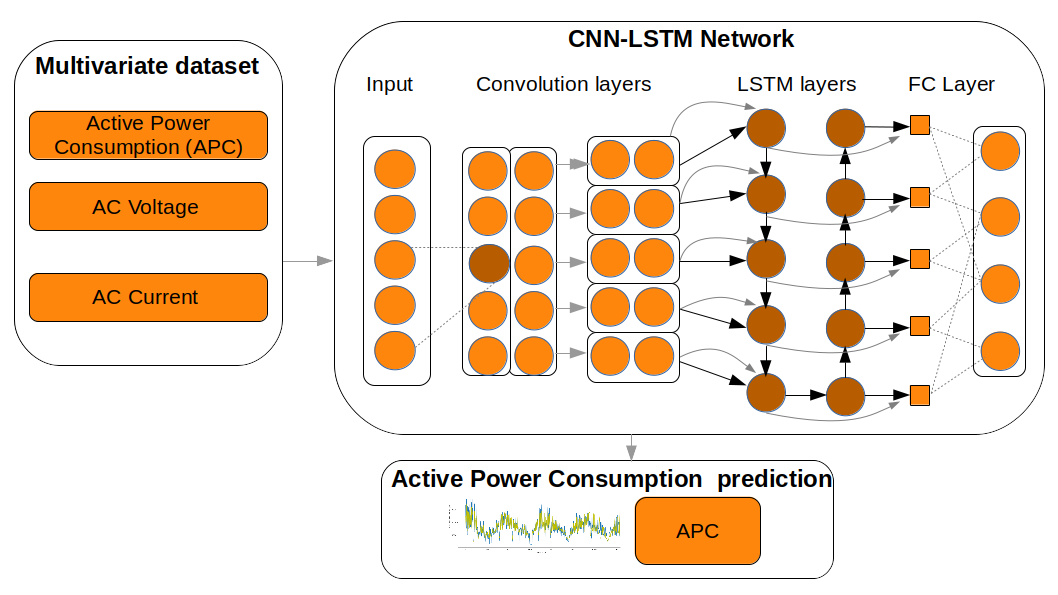 CNN-LSTM Network
Multivariate dataset
Input
Convolution layers
LSTM layers
FC Layer
Active Power
Consumption (APC)
AC Voltage
AC Current
Active Power Consumption prediction
APC